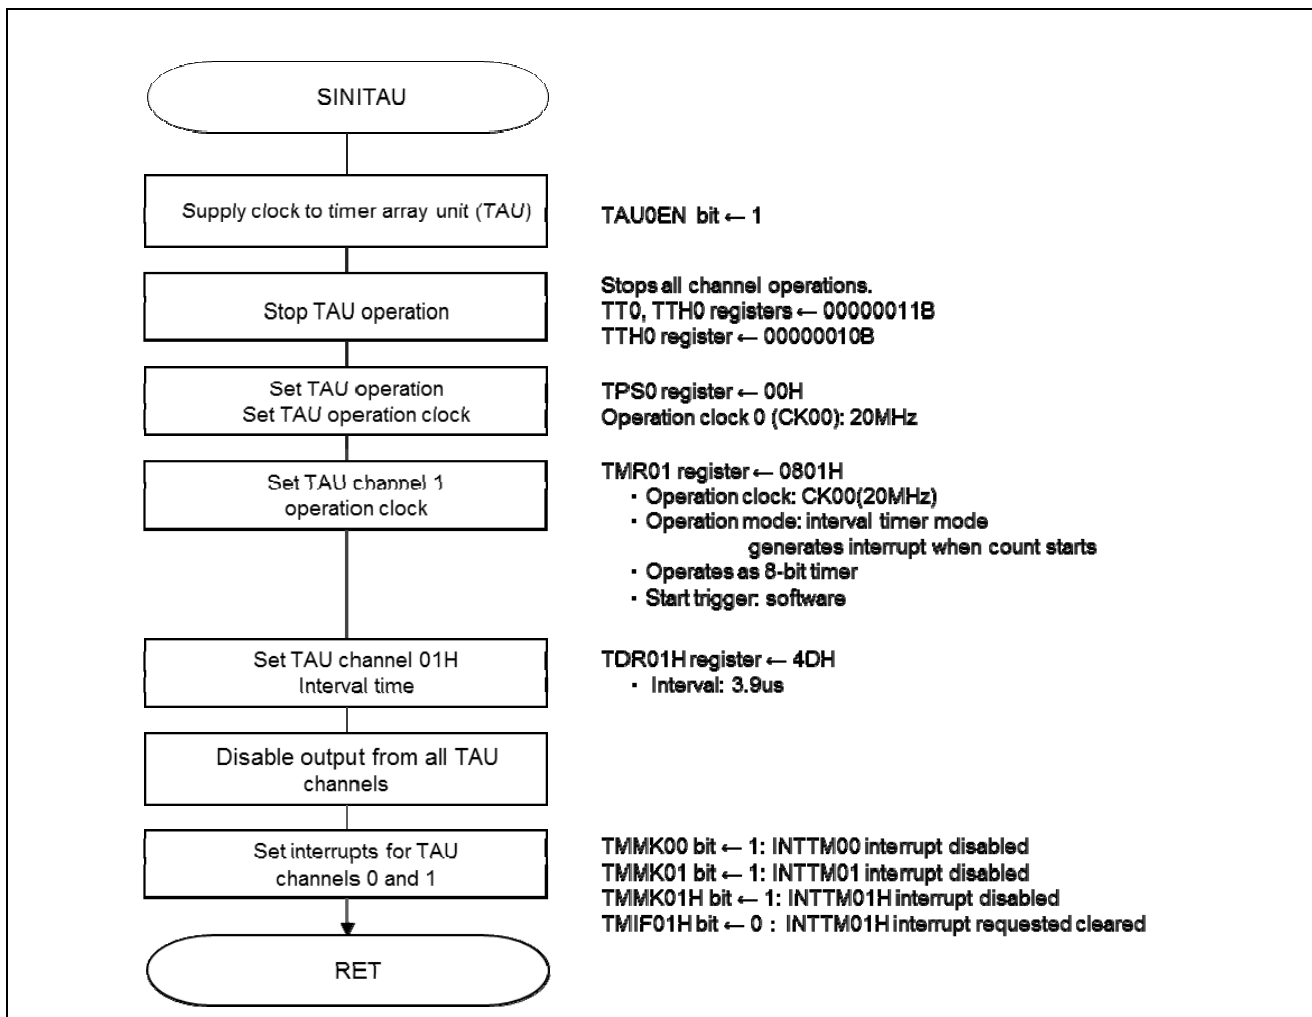 SINITAU
Supply clock to timer array unit (TAU)
TAU0EN bit ← 1
Stop TAU operation
Stops all channel operations.
TT0, TTH0 registers ← 00000011B
TTH0 register ← 00000010B
Set TAU operation
Set TAU operation clock
TPS0 register ← 00H
Operation clock 0 (CK00): 20MHz
Set TAU channel 1
operation clock
TMR01 register ← 0801H
・ Operation clock: CK00(20MHz)
・ Operation mode: interval timer mode
generates interrupt when count starts
・ Operates as 8-bit timer
・ Start trigger: software
Set TAU channel 01H
Interval time
TDR01H register ← 4DH
・ Interval: 3.9us
Disable output from all TAU
channels
Set interrupts for TAU
channels 0 and 1
TMMK00 bit ← 1: INTTM00 interrupt disabled
TMMK01 bit ← 1: INTTM01 interrupt disabled
TMMK01H bit ← 1: INTTM01H interrupt disabled
TMIF01H bit ← 0 : INTTM01H interrupt requested cleared
RET